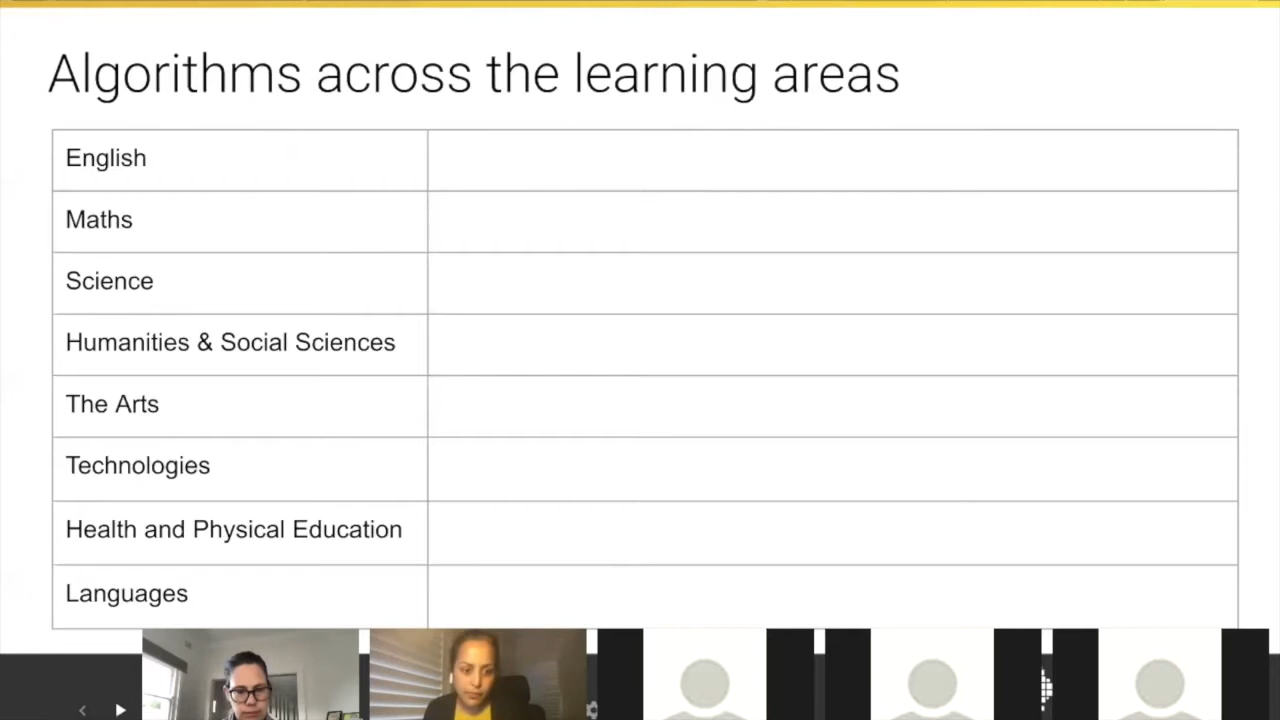 Algorithms across the learning areas
English
Maths
Science
Humanities & Social Sciences
The Arts
Technologies
Health and Physical Education
Languages